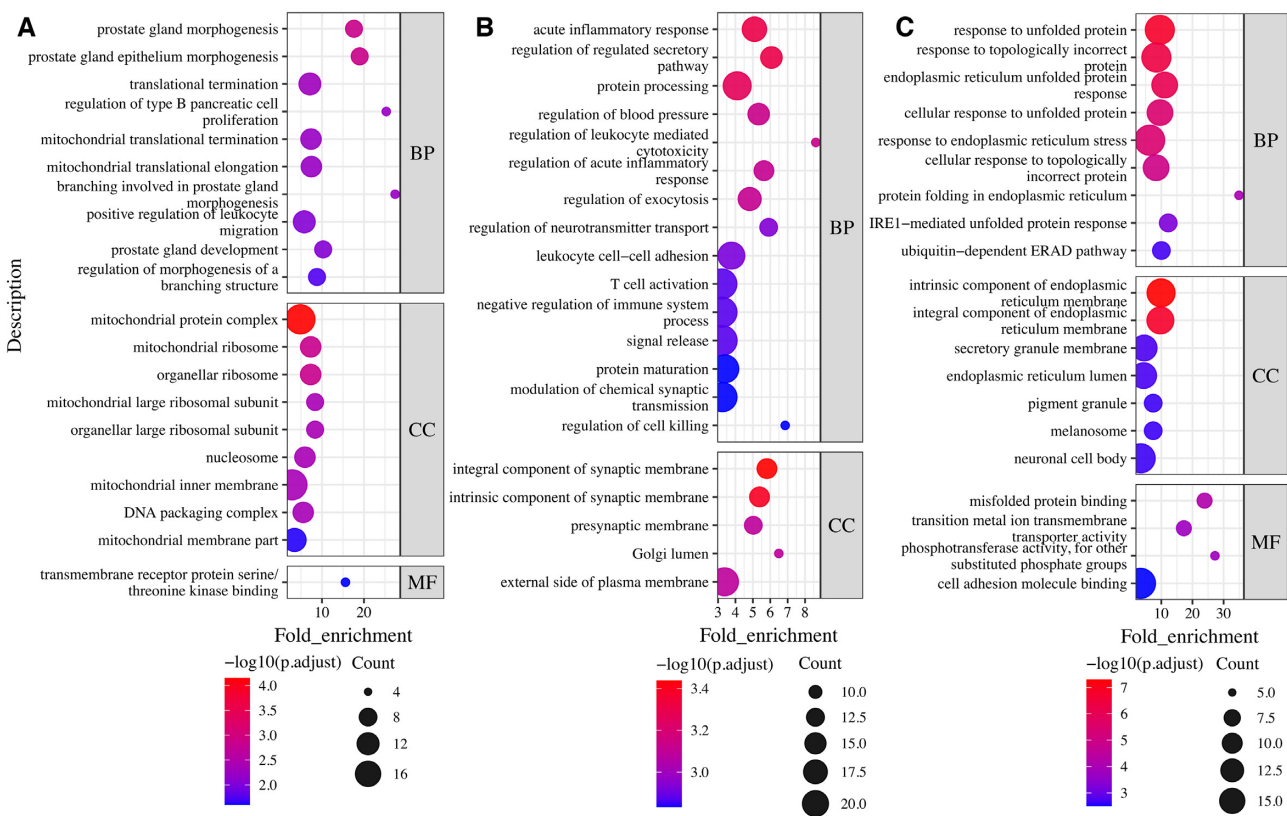 A
prostate gland morphogenesis
prostate gland epithelium morphogenesis
translational termination
regulation of type B pancreatic cell
proliferation
mitochondrial translational termination
mitochondrial translational elongation
branching involved in prostate gland
morphogenesis
positive regulation of leukocyte
migration
prostate gland development
regulation of morphogenesis of a
branching structure
BP
Description
mitochondrial protein complex
mitochondrial ribosome
organellar ribosome
mitochondrial large ribosomal subunit
organellar large ribosomal subunit
nucleosome
mitochondrial inner membrane
DNA packaging complex
mitochondrial membrane part
CC
transmembrane receptor protein serine/
threonine kinase binding
MF
10 20
Fold_enrichment
−log10(p.adjust)
4.0
3.5
3.0
2.5
2.0
Count
4
8
12
16
B
acute inflammatory response
regulation of regulated secretory
pathway
protein processing
regulation of blood pressure
regulation of leukocyte mediated
cytotoxicity
regulation of acute inflammatory
response
regulation of exocytosis
regulation of neurotransmitter transport
leukocyte cell−cell adhesion
T cell activation
negative regulation of immune system
process
signal release
protein maturation
modulation of chemical synaptic
transmission
regulation of cell killing
BP
integral component of synaptic membrane
intrinsic component of synaptic membrane
presynaptic membrane
Golgi lumen
external side of plasma membrane
CC
3 4 5 6 7 8
Fold_enrichment
−log10(p.adjust)
3.4
3.2
3.0
Count
10.0
12.5
15.0
17.5
20.0
C
response to unfolded protein
response to topologically incorrect
protein
endoplasmic reticulum unfolded protein
response
cellular response to unfolded protein
response to endoplasmic reticulum stress
cellular response to topologically
incorrect protein
protein folding in endoplasmic reticulum
IRE1−mediated unfolded protein response
ubiquitin−dependent ERAD pathway
BP
intrinsic component of endoplasmic
reticulum membrane
integral component of endoplasmic
reticulum membrane
secretory granule membrane
endoplasmic reticulum lumen
pigment granule
melanosome
neuronal cell body
CC
misfolded protein binding
transition metal ion transmembrane
transporter activity
phosphotransferase activity, for other
substituted phosphate groups
cell adhesion molecule binding
MF
10 20 30
Fold_enrichment
−log10(p.adjust)
7
6
5
4
3
Count
5.0
7.5
10.0
12.5
15.0